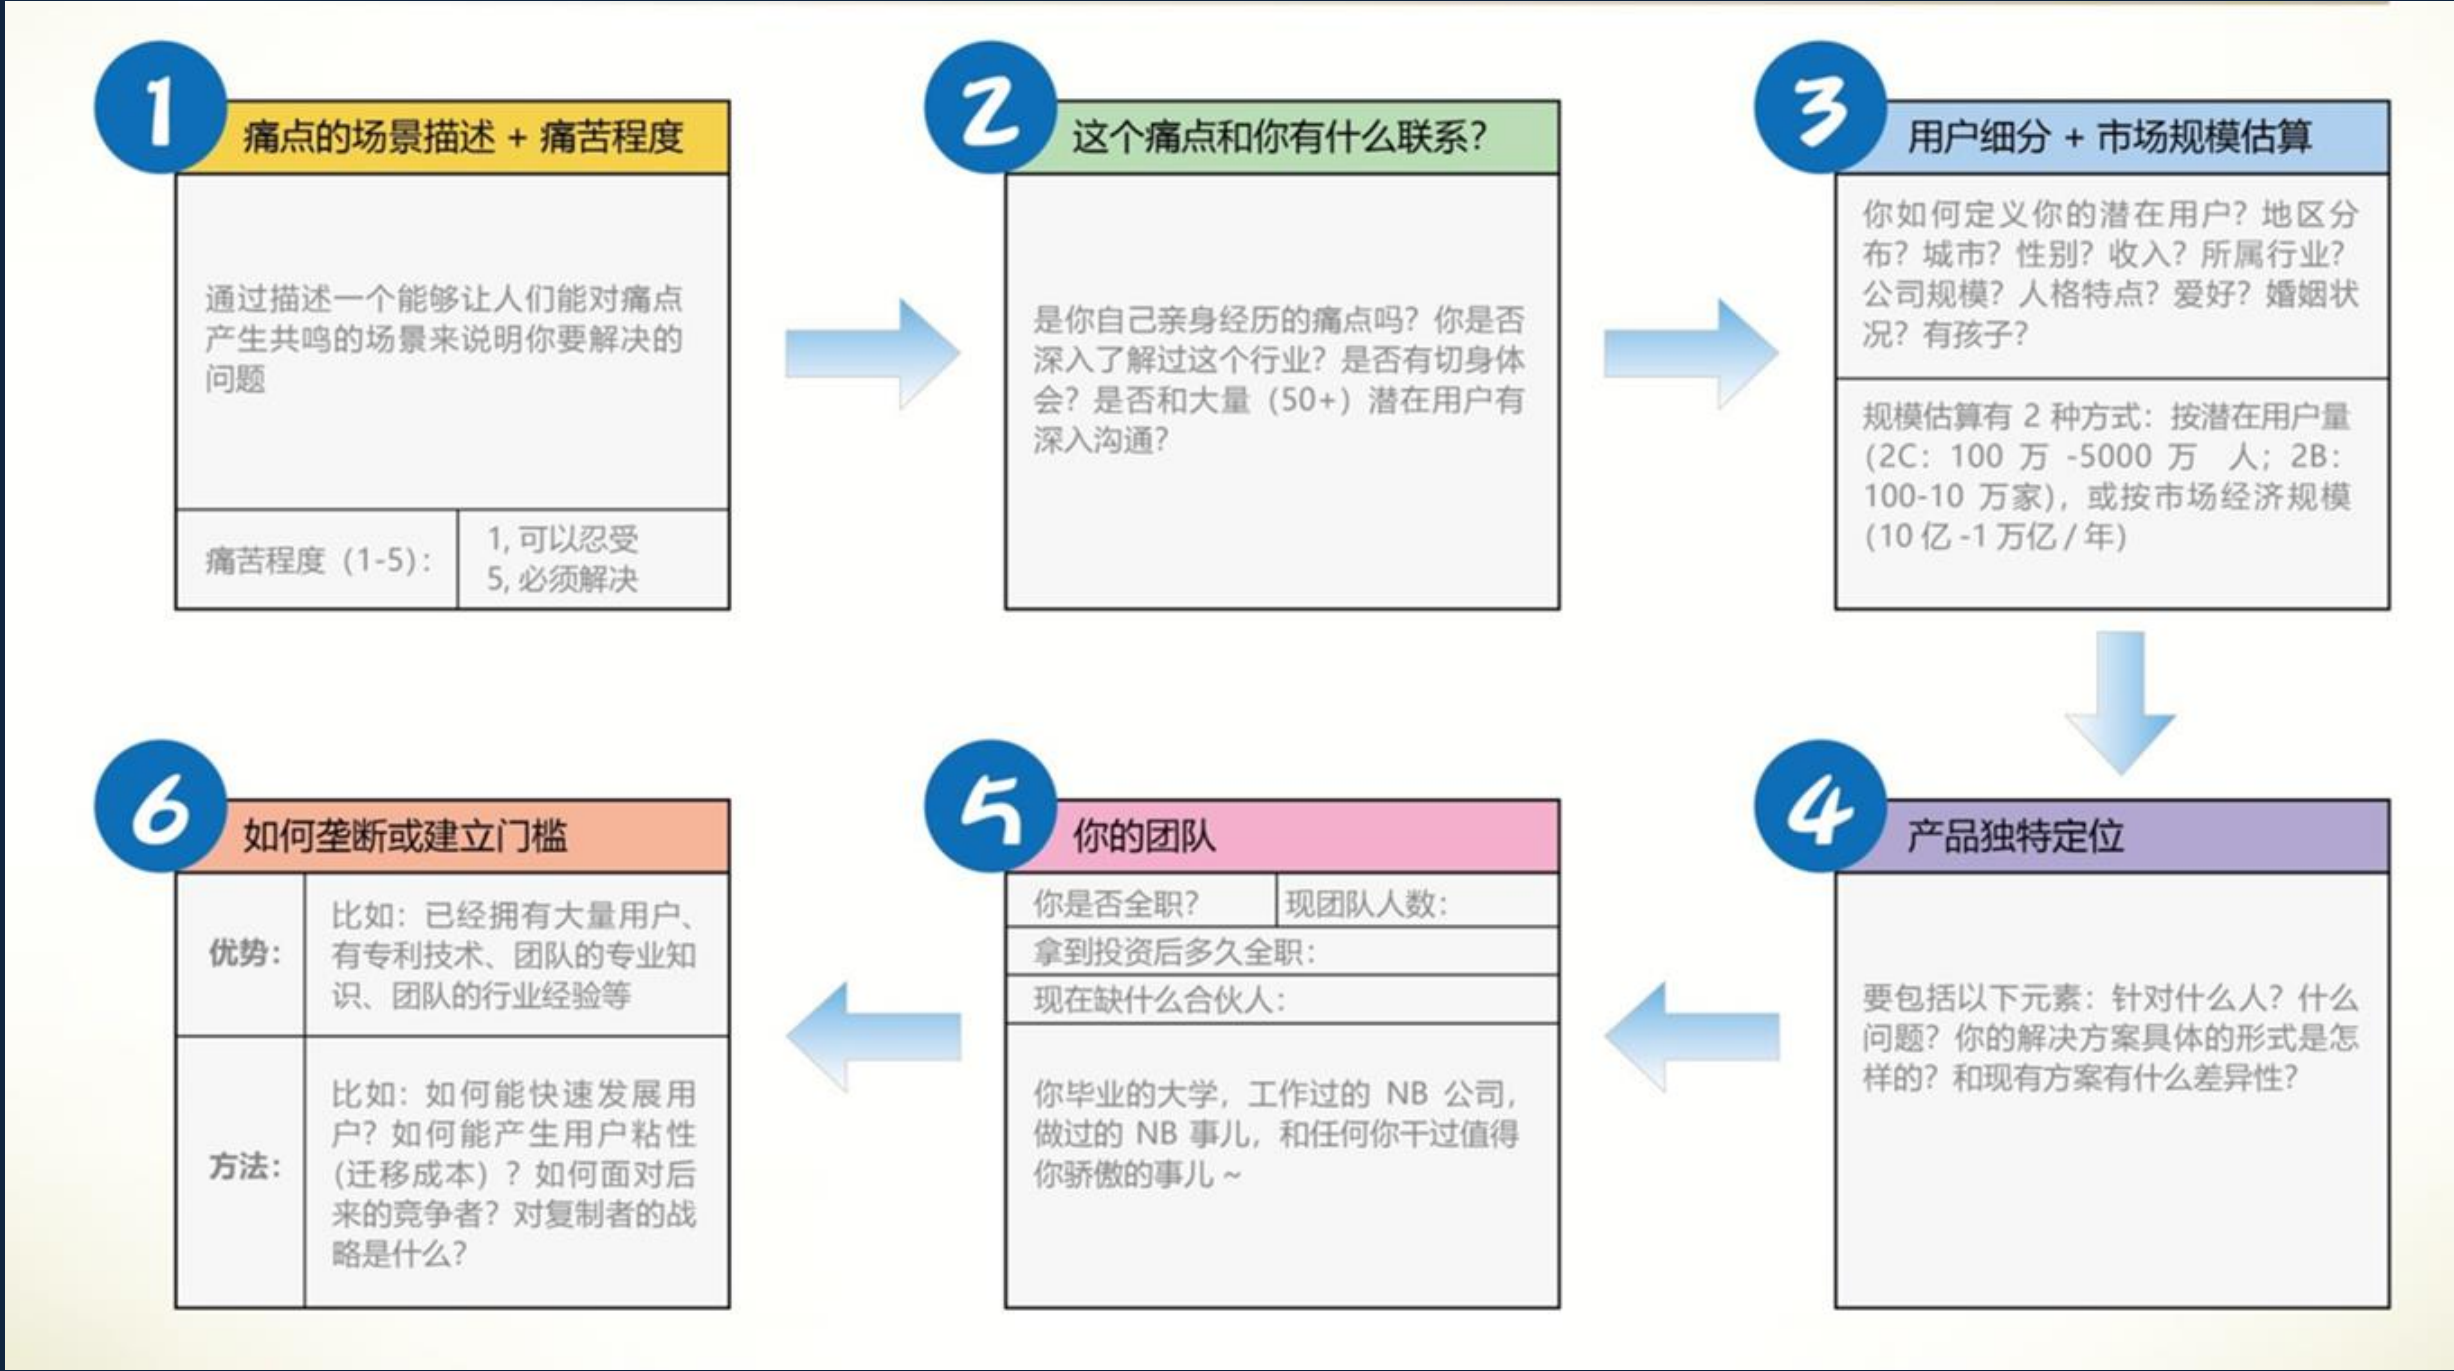 1
痛点的场景描述 + 痛苦程度
通过描述一个能够让人们能对痛点
产生共鸣的场景来说明你要解决的
问题
痛苦程度（1-5）：
1, 可以忍受
5, 必须解决
2
这个痛点和你有什么联系？
是你自己亲身经历的痛点吗？你是否
深入了解过这个行业？是否有切身体
会？是否和大量（50+）潜在用户有
深入沟通？
3
用户细分 + 市场规模估算
你如何定义你的潜在用户？地区分
布？城市？性别？收入？所属行业？
公司规模？人格特点？爱好？婚姻状
况？有孩子？
规模估算有 2 种方式：按潜在用户量
(2C： 100 万 -5000 万 人；2B：
100-10 万家)，或按市场经济规模
(10 亿 -1 万亿 / 年)
4
产品独特定位
要包括以下元素：针对什么人？什么
问题？你的解决方案具体的形式是怎
样的？和现有方案有什么差异性？
5
你的团队
你是否全职？
现团队人数：
拿到投资后多久全职：
现在缺什么合伙人：
你毕业的大学，工作过的 NB 公司，
做过的 NB 事儿，和任何你干过值得
你骄傲的事儿 ~
6
如何垄断或建立门槛
优势：
比如：已经拥有大量用户、
有专利技术、团队的专业知
识、团队的行业经验等
方法：
比如：如何能快速发展用
户？如何能产生用户粘性
(迁移成本) ？如何面对后
来的竞争者？对复制者的战
略是什么？